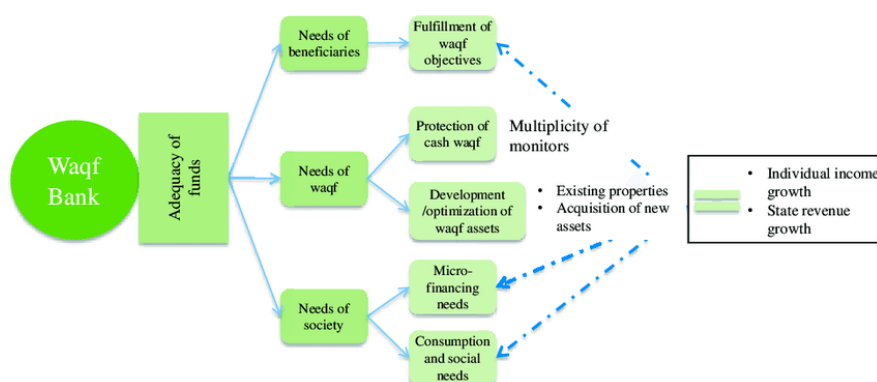 Waqf
Bank
Adequacy of
funds
Needs of
beneficiaries
Fulfillment of
waqf
objectives
Needs of
waqf
Protection of
cash waqf
Development
/optimization of
waqf assets
Needs of
society
Micro-
financing
needs
Consumption
and social
needs
Multiplicity of
monitors
• Existing properties
• Acquisition of new
assets
• Individual income
growth
• State revenue
growth